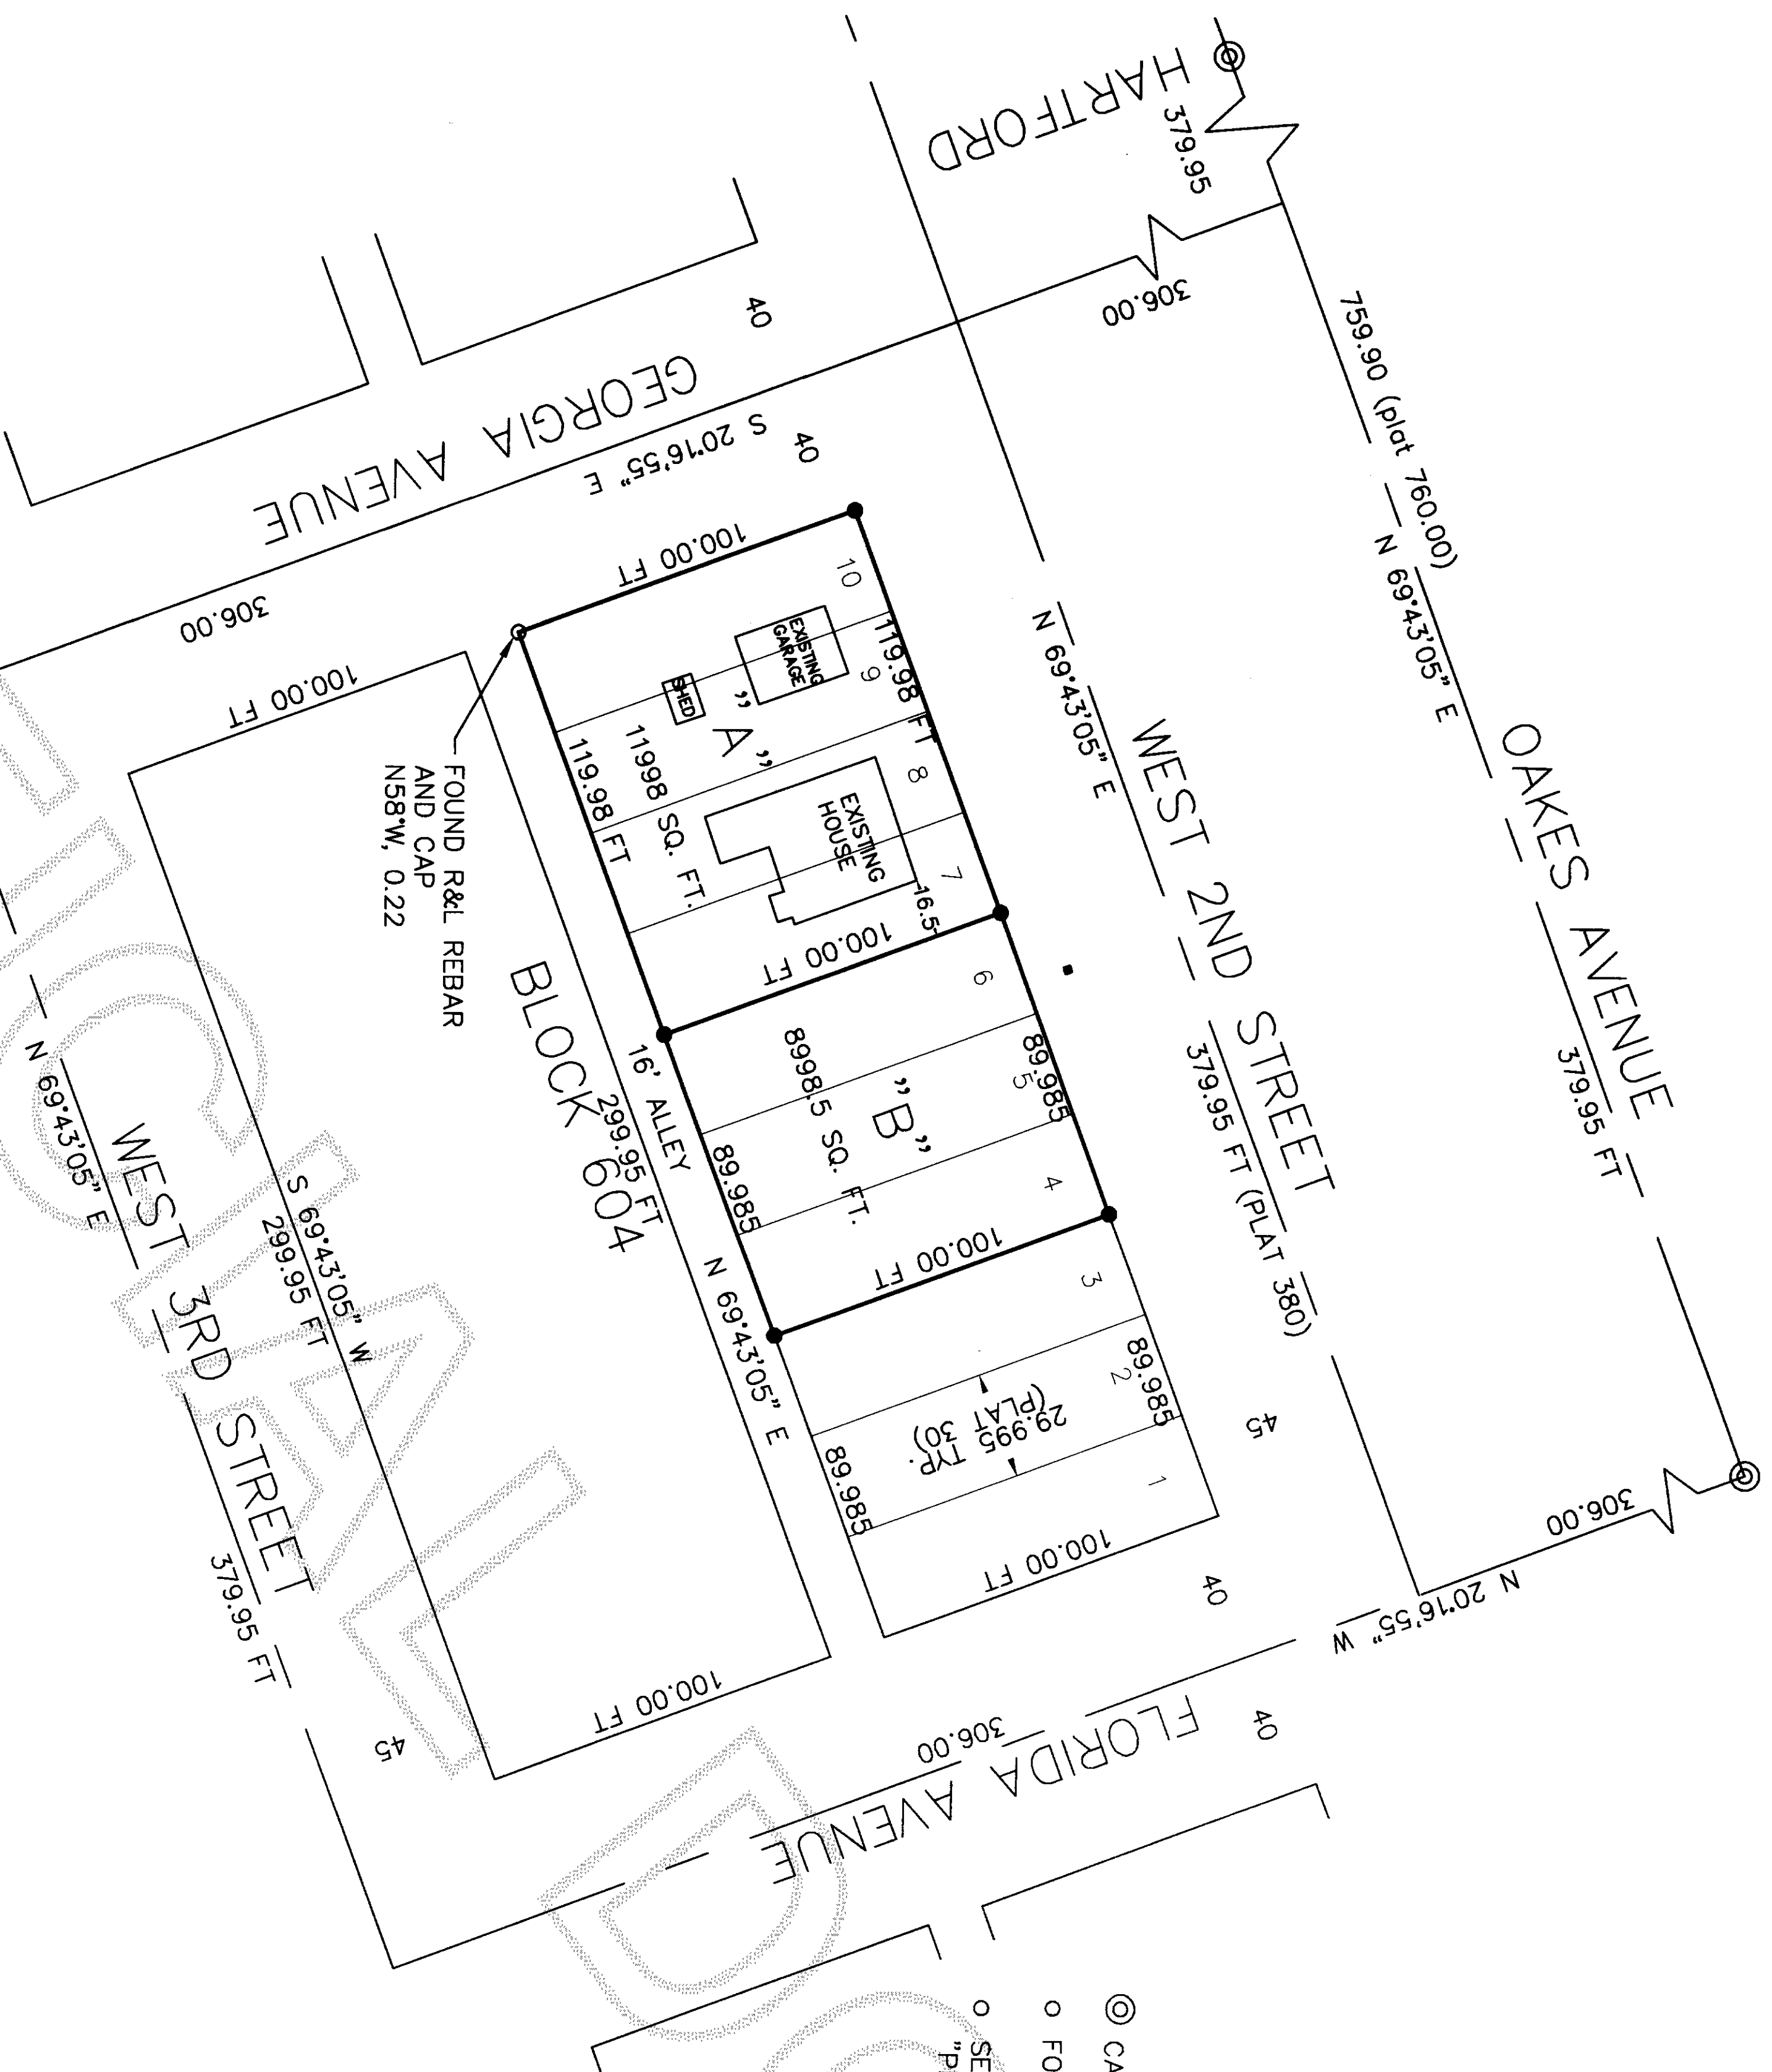 HARTFORD
379.95
306.00
759.90 (plat 760.00)
N 69°43'05" E
OAKES AVENUE
379.95 FT
306.00
N 20°16'55" W
40
GEORGIA AVENUE
S 20°16'55" E
40
306.00
N 69°43'05" E
WEST 2ND STREET
379.95 FT (PLAT 380)
45
100.00 FT
10
9
8
7
119.98 FT
EXISTING
GARAGE
SHED
"A"
11998 SQ. FT.
EXISTING
HOUSE
16.5
119.98 FT
100.00 FT
6
5
4
89.985
"B"
8998.5 SQ. FT.
89.985
100.00 FT
3
2
1
89.985
29.995 TYP.
(PLAT 30)
89.985
100.00 FT
40
FOUND R&L REBAR
AND CAP
N58°W, 0.22
16' ALLEY
299.95 FT
N 69°43'05" E
BLOCK 604
100.00 FT
S 69°43'05" W
299.95 FT
100.00 FT
N 69°43'05" E
WEST 3RD STREET
379.95 FT
45
FLORIDA AVENUE
306.00
40
CA
FO
SE